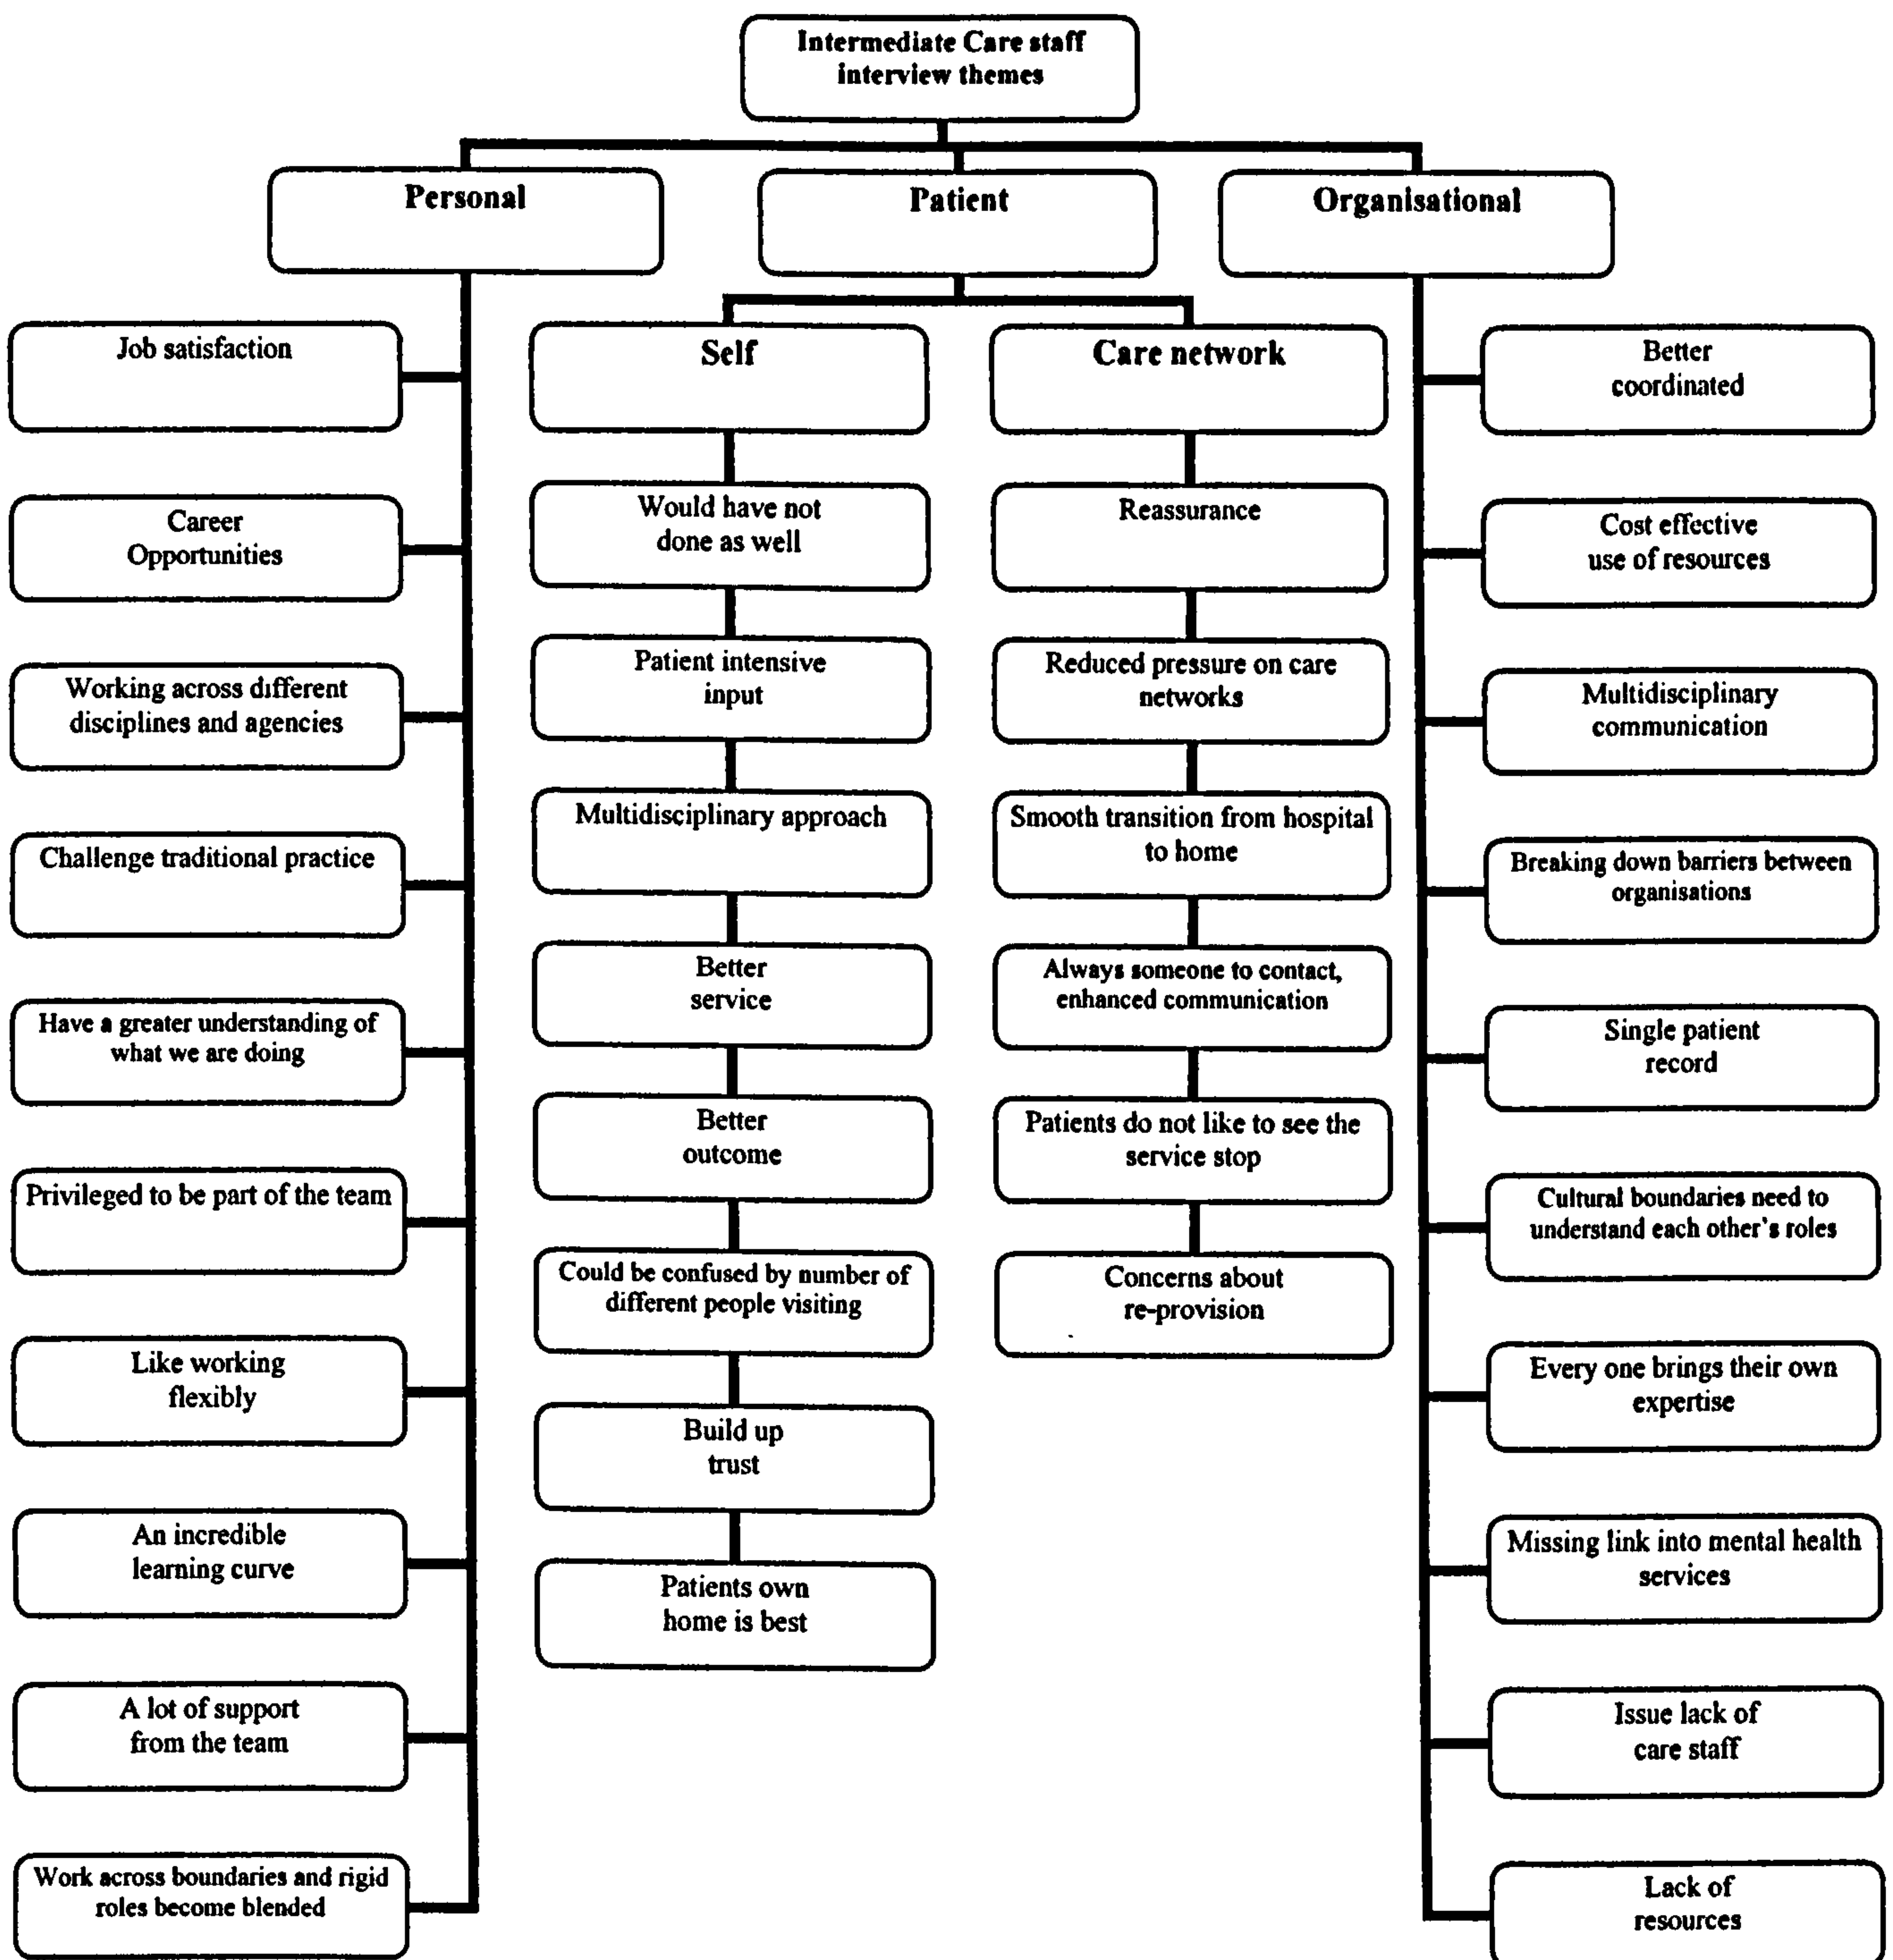 Intermediate Care staff
interview themes
Personal
Patient
Organisational
Job satisfaction
Career
Opportunities
Working across different
disciplines and agencies
Challenge traditional practice
Have a greater understanding of
what we are doing
Privileged to be part of the team
Like working
flexibly
An incredible
learning curve
A lot of support
from the team
Work across boundaries and rigid
roles become blended
Self
Would have not
done as well
Patient intensive
input
Multidisciplinary approach
Better
service
Better
outcome
Could be confused by number of
different people visiting
Build up
trust
Patients own
home is best
Care network
Reassurance
Reduced pressure on care
networks
Smooth transition from hospital
to home
Always someone to contact,
enhanced communication
Patients do not like to see the
service stop
Concerns about
re-provision
Better
coordinated
Cost effective
use of resources
Multidisciplinary
communication
Breaking down barriers between
organisations
Single patient
record
Cultural boundaries need to
understand each other's roles
Every one brings their own
expertise
Missing link into mental health
services
Issue lack of
care staff
Lack of
resources